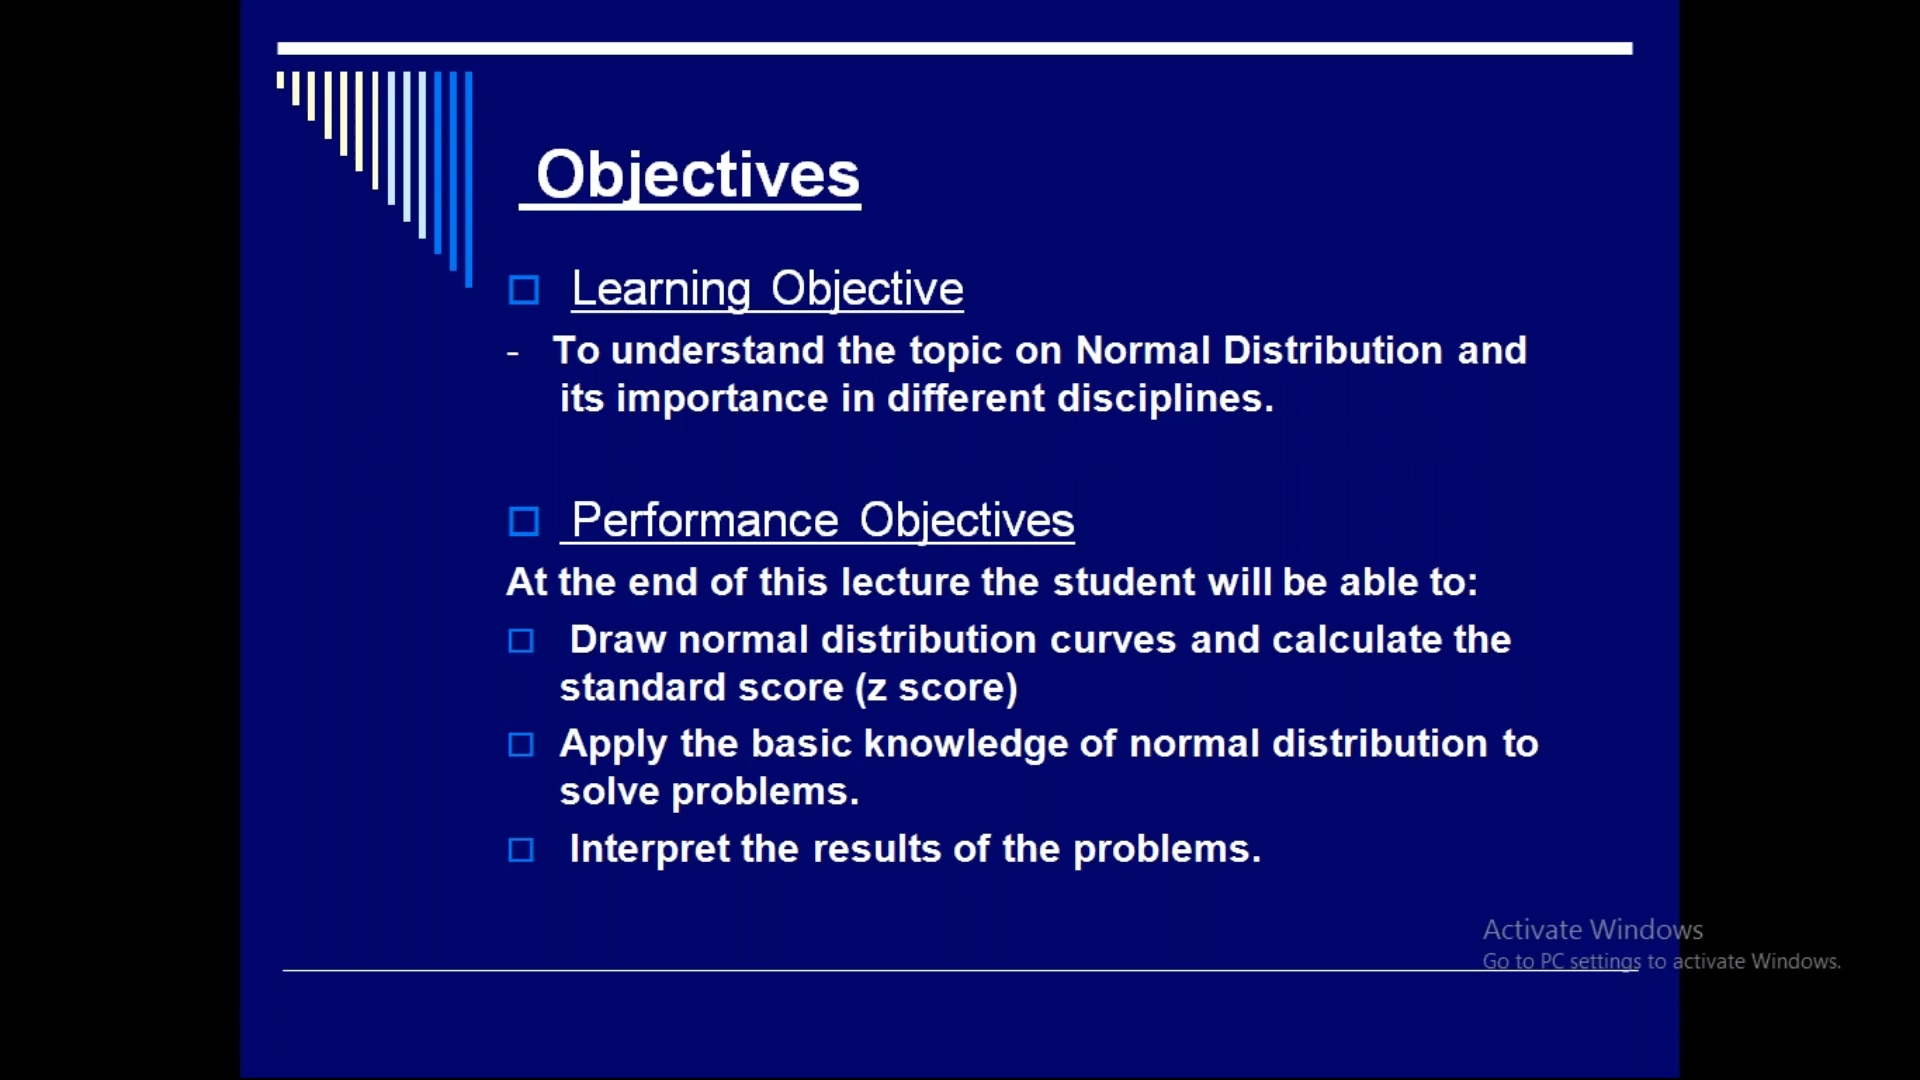 Objectives
Learning Objective
- To understand the topic on Normal Distribution and
its importance in different disciplines.
Performance Objectives
At the end of this lecture the student will be able to:
Draw normal distribution curves and calculate the
standard score (z score)
Apply the basic knowledge of normal distribution to
solve problems.
Interpret the results of the problems.
Activate Windows
Go to PC settings to activate Windows.